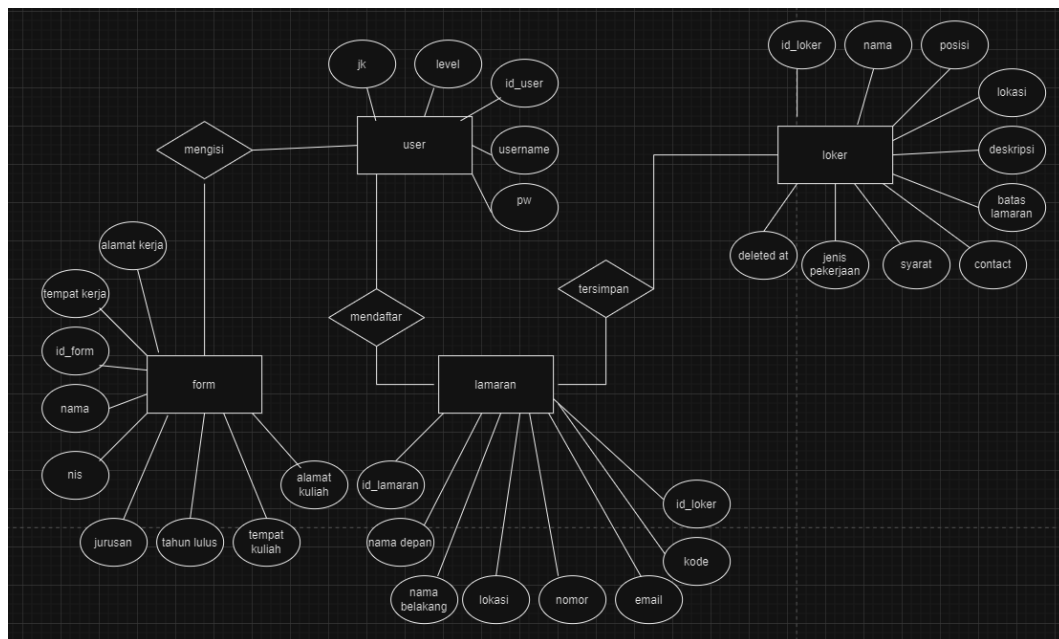 jk
level
id_user
username
pw
user
mengisi
id_loker
nama
posisi
lokasi
deskripsi
batas
lamaran
contact
syarat
jenis
pekerjaan
deleted at
loker
tersimpan
mendaftar
alamat kerja
tempat kerja
id_form
nama
nis
jurusan
tahun lulus
tempat
kuliah
alamat
kuliah
form
lamaran
id_lamaran
nama depan
nama
belakang
lokasi
nomor
email
kode
id_loker